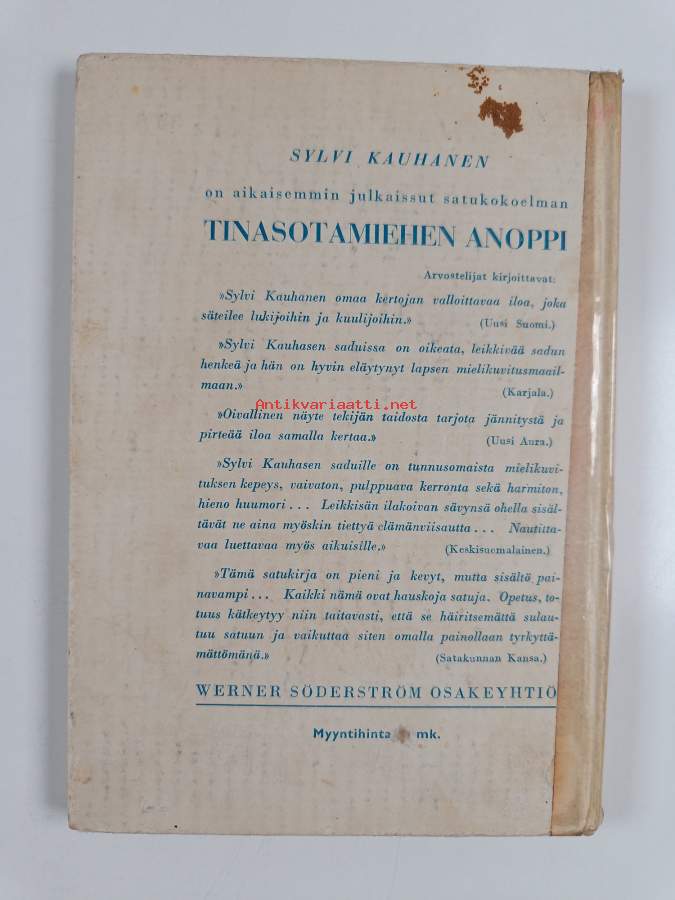 SYLVI KAUHANEN
on aikaisemmin julkaissut satukokoelman
TINASOTAMIEHEN ANOPPI
Arvostelijat kirjoittavat:
»Sylvi Kauhanen omaa kertojan valloittavaa iloa, joka
säteilee lukijoihin ja kuulijoihin.» (Uusi Suomi.)
»Sylvi Kauhasen saduissa on oikeata, leikkivää sadun
henkeä ja hän on hyvin eläytynyt lapsen mielikuvitusmaail-
maan.» (Karjala.)
Antikvariaatti.net
»Oivallinen näyte tekijän taidosta tarjota jännitystä ja
pirteää iloa samalla kertaa.» (Uusi Aura.)
»Sylvi Kauhasen saduille on tunnusomaista mielikuvi-
tuksen kepeys, vaivaton, pulppuava kerronta sekä harmiton,
hieno huumori... Leikkisän ilakoivan sävynsä ohella sisäl-
tävät ne aina myöskin tiettyä elämänviisautta... Nautitta-
vaa luettavaa myös aikuisille.» (Keskisuomalainen.)
»Tämä satukirja on pieni ja kevyt, mutta sisältö pai-
navampi... Kaikki nämä ovat hauskoja satuja. Opetus, to-
tuus kätkeytyy niin taitavasti, että se häiritsemättä sulau-
tuu satuun ja vaikuttaa siten omalla painollaan tyrkyttä-
mättömänä.» (Satakunnan Kansa.)
WERNER SÖDERSTRÖM OSAKEYHTIÖ
Myyntihinta mk.